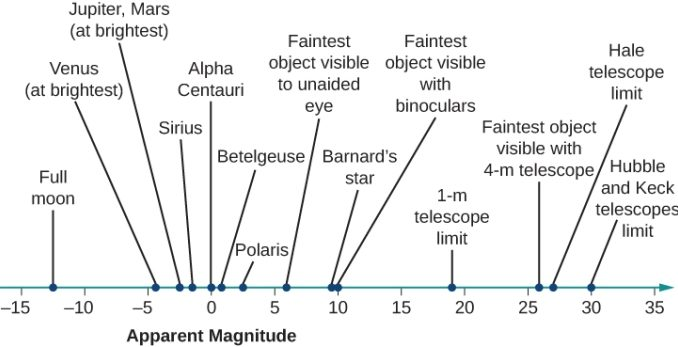 Jupiter, Mars
(at brightest)
Venus
(at brightest)
Alpha
Centauri
Faintest
object visible
to unaided
eye
Faintest
object visible
with
binoculars
Hale
telescope
limit
Sirius
Faintest object
visible with
4-m telescope
Full
moon
Betelgeuse
Barnard’s
star
Hubble
and Keck
telescopes
limit
1-m
telescope
limit
Polaris
–15 –10 –5 0 5 10 15 20 25 30 35
Apparent Magnitude